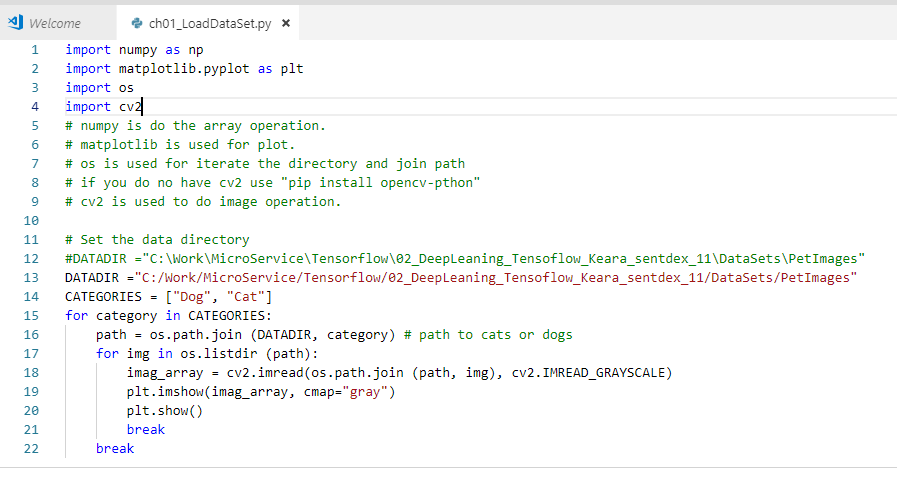 Welcome ch01_LoadDataSet.py ×
1 import numpy as np
2 import matplotlib.pyplot as plt
3 import os
4 import cv2
5 # numpy is do the array operation.
6 # matplotlib is used for plot.
7 # os is used for iterate the directory and join path
8 # if you do no have cv2 use "pip install opencv-pthon"
9 # cv2 is used to do image operation.
10
11 # Set the data directory
12 #DATADIR ="C:\Work\MicroService\Tensorflow\02_DeepLeaning_Tensoflow_Keara_sentdex_11\DataSets\PetImages"
13 DATADIR ="C:/Work/MicroService/Tensorflow/02_DeepLeaning_Tensoflow_Keara_sentdex_11/DataSets/PetImages"
14 CATEGORIES = ["Dog", "Cat"]
15 for category in CATEGORIES:
16     path = os.path.join (DATADIR, category) # path to cats or dogs
17     for img in os.listdir (path):
18         imag_array = cv2.imread(os.path.join (path, img), cv2.IMREAD_GRAYSCALE)
19         plt.imshow(imag_array, cmap="gray")
20         plt.show()
21         break
22     break